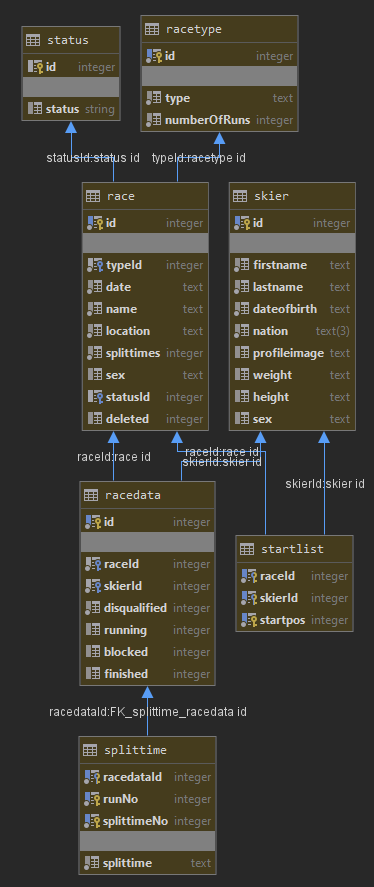 status
id integer
status string
racetype
id integer
type text
numberOfRuns integer
statusId:status id
typeId:racetype id
race
id integer
typeId integer
date text
name text
location text
splittimes integer
sex text
statusId integer
deleted integer
skier
id integer
firstname text
lastname text
dateofbirth text
nation text(3)
profileimage text
weight text
height text
sex text
raceId:race id
raceId:race id
skierId:skier id
skierId:skier id
racedata
id integer
raceId integer
skierId integer
disqualified integer
running integer
blocked integer
finished integer
startlist
raceId integer
skierId integer
startpos integer
racedataId:FK_splittime_racedata id
splittime
racedataId integer
runNo integer
splittimeNo integer
splittime text